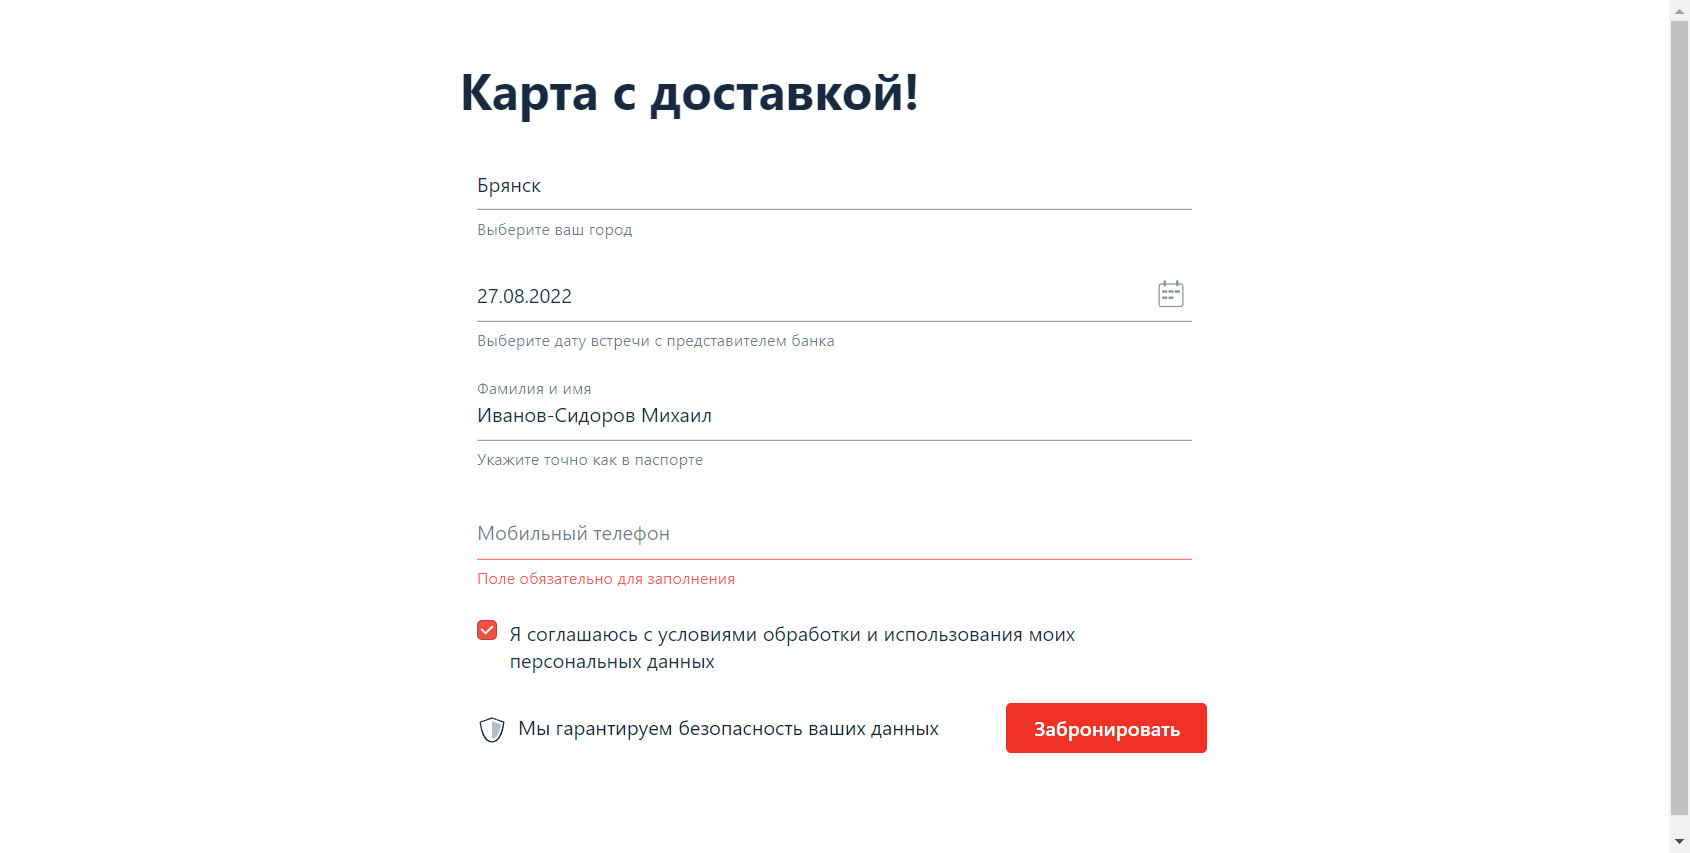 Карта с доставкой!
Брянск
Выберите ваш город
27.08.2022
Выберите дату встречи с представителем банка
Фамилия и имя
Иванов-Сидоров Михаил
Укажите точно как в паспорте
Мобильный телефон
Поле обязательно для заполнения
Я соглашаюсь с условиями обработки и использования моих
персональных данных
Мы гарантируем безопасность ваших данных
Забронировать